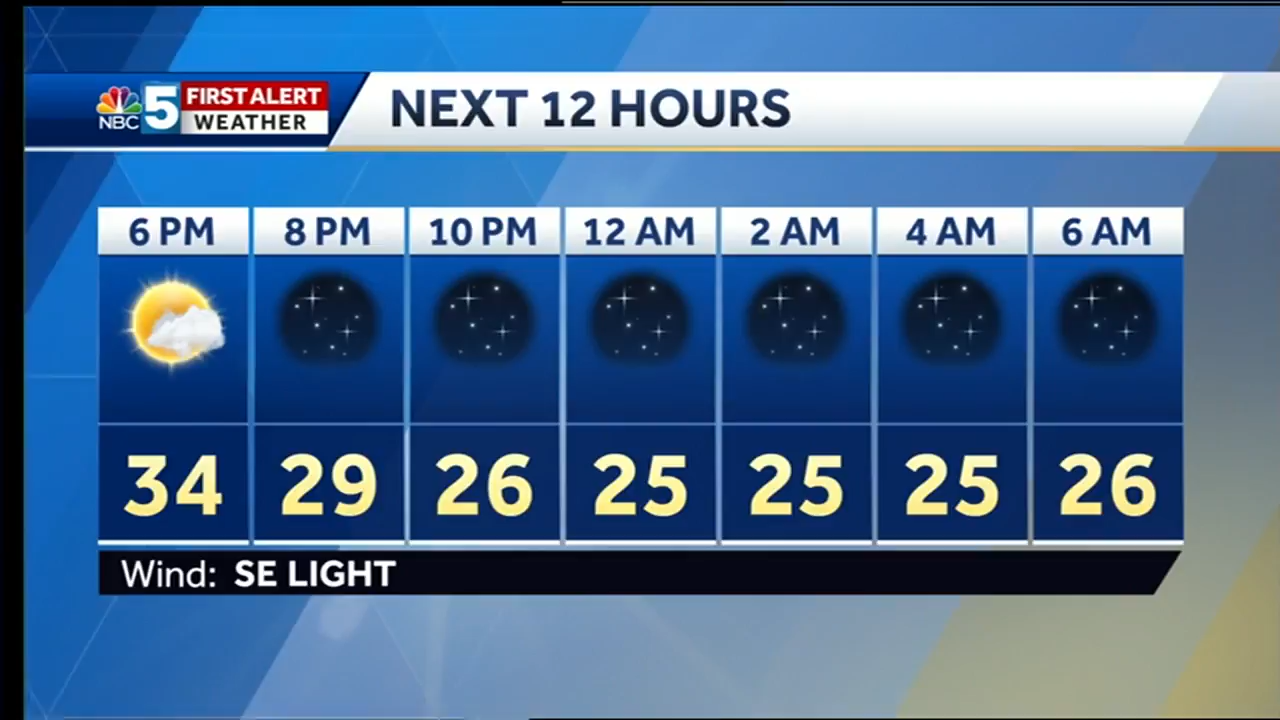 NBC 5 FIRST ALERT WEATHER
NEXT 12 HOURS
6 PM 8 PM 10 PM 12 AM 2 AM 4 AM 6 AM
34 29 26 25 25 25 26
Wind: SE LIGHT